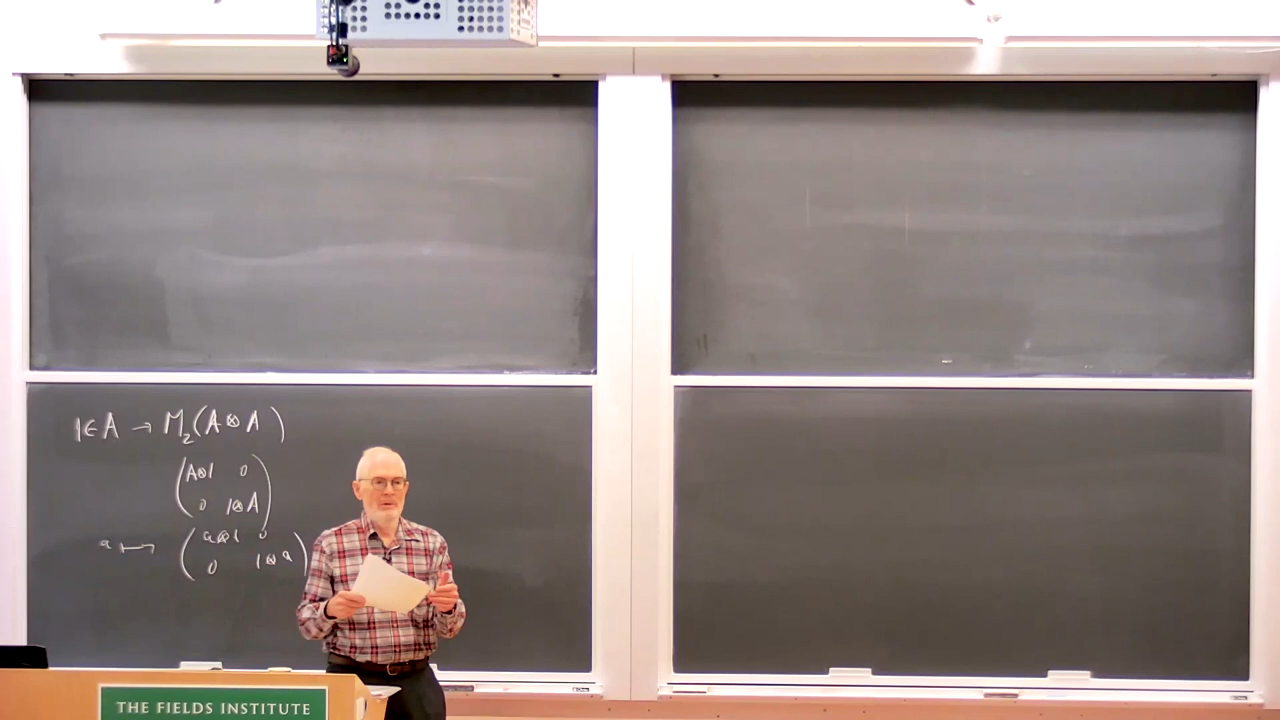 1∈A → M₂(A⊗A)
(A⊗1 0
0 1⊗A)
a ↦ (a⊗1 0
0 1⊗a)
THE FIELDS INSTITUTE